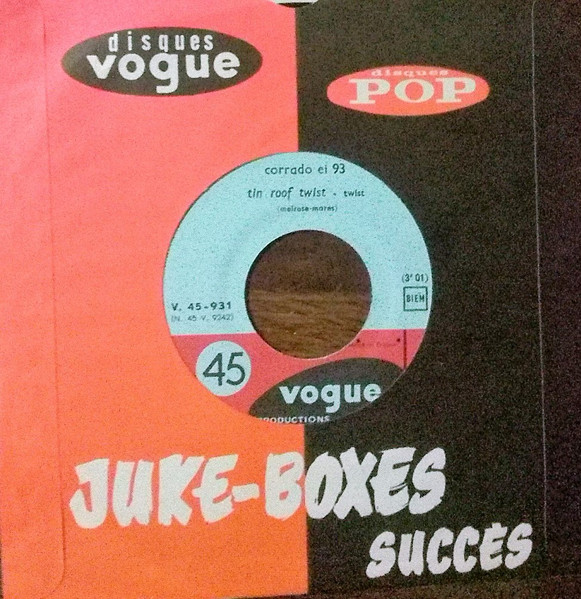 disques
vogue
disques
POP
corrado ei 93
tin roof twist - twist
(melrose-mares)
(3' 01)
BIEM
V. 45-931
(N. 45 V. 9242)
45
vogue
PRODUCTIONS
JUKE-BOXES
SUCCÈS